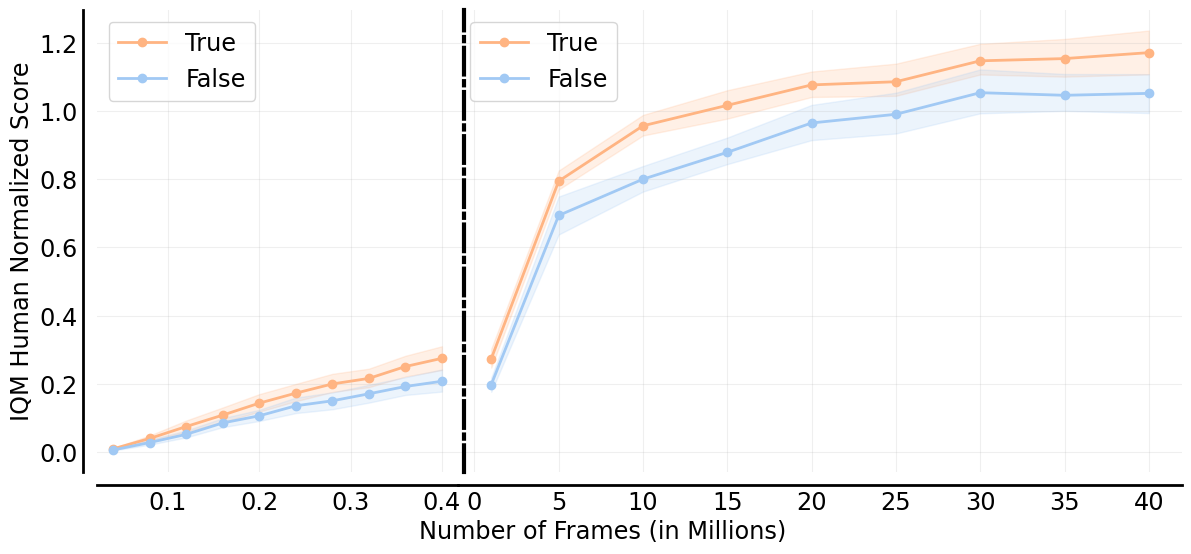 True
False
True
False
IQM Human Normalized Score
1.2
1.0
0.8
0.6
0.4
0.2
0.0
0.1 0.2 0.3 0.4 0 5 10 15 20 25 30 35 40
Number of Frames (in Millions)